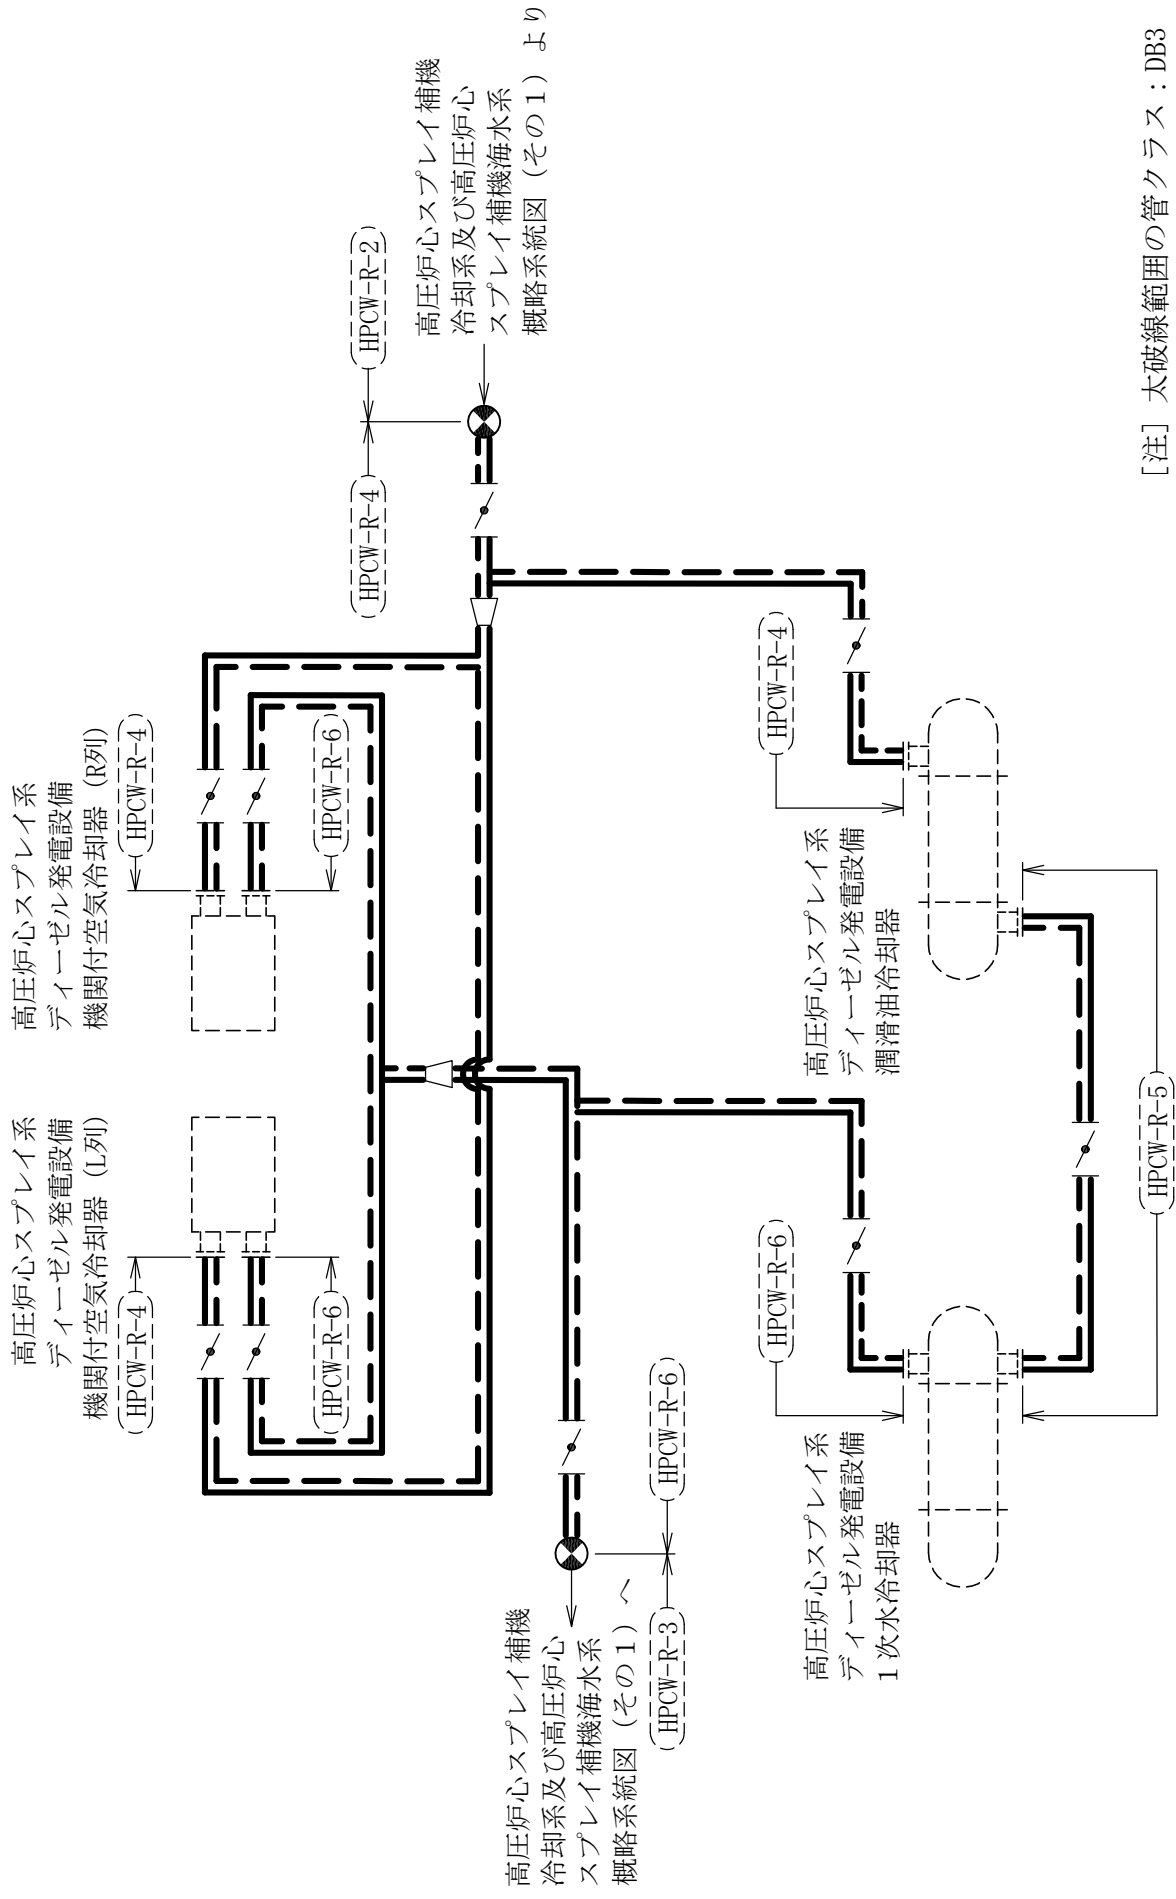 高圧炉心スプレイ系
ディーゼル発電設備
機関付空気冷却器（L列）
HPCW-R-4
HPCW-R-6
高圧炉心スプレイ系
ディーゼル発電設備
機関付空気冷却器（R列）
HPCW-R-4
HPCW-R-6
HPCW-R-4
HPCW-R-2
高圧炉心スプレイ補機
冷却系及び高圧炉心
スプレイ補機海水系
概略系統図（その１）より
高圧炉心スプレイ補機
冷却系及び高圧炉心
スプレイ補機海水系
概略系統図（その１）へ
HPCW-R-3
HPCW-R-6
HPCW-R-6
高圧炉心スプレイ系
ディーゼル発電設備
１次水冷却器
HPCW-R-4
高圧炉心スプレイ系
ディーゼル発電設備
潤滑油冷却器
HPCW-R-5
[注] 太破線範囲の管クラス：DB3